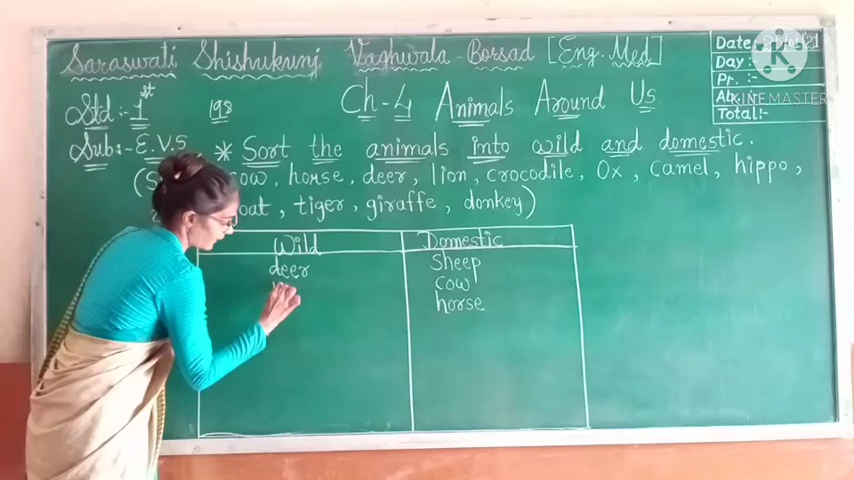 Saraswati Shishukunj Vaghwala - Borsad [Eng. Med]
Date :
Day :-
Pr. :-
Ab.
Total:-
KINEMASTER
Std :- 1st
198
Ch-4 Animals Around Us
Sub:- E.V.S
* Sort the animals into wild and domestic.
horse, deer, lion, crocodile, Ox, camel, hippo,
tiger, giraffe, donkey)
Wild Domestic
deer Sheep
cow
horse